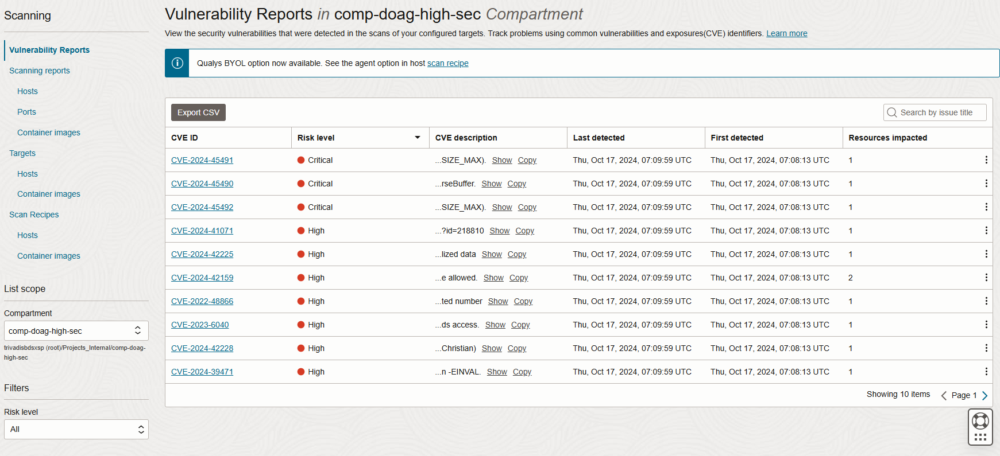 Scanning
Vulnerability Reports
Scanning reports
Hosts
Ports
Container images
Targets
Hosts
Container images
Scan Recipes
Hosts
Container images
List scope
Compartment
comp-doag-high-sec
trivadisbdsxsp (root)/Projects_Internal/comp-doag-
high-sec
Filters
Risk level
All
Vulnerability Reports in comp-doag-high-sec Compartment
View the security vulnerabilities that were detected in the scans of your configured targets. Track problems using common vulnerabilities and exposures(CVE) identifiers. Learn more
Qualys BYOL option now available. See the agent option in host scan recipe
Export CSV
Search by issue title
CVE ID Risk level CVE description Last detected First detected Resources impacted
CVE-2024-45491 Critical ...SIZE_MAX). Show Copy Thu, Oct 17, 2024, 07:09:59 UTC Thu, Oct 17, 2024, 07:08:13 UTC 1
CVE-2024-45490 Critical ...rseBuffer. Show Copy Thu, Oct 17, 2024, 07:09:59 UTC Thu, Oct 17, 2024, 07:08:13 UTC 1
CVE-2024-45492 Critical ...SIZE_MAX). Show Copy Thu, Oct 17, 2024, 07:09:59 UTC Thu, Oct 17, 2024, 07:08:13 UTC 1
CVE-2024-41071 High ...?id=218810 Show Copy Thu, Oct 17, 2024, 07:09:59 UTC Thu, Oct 17, 2024, 07:08:13 UTC 1
CVE-2024-42225 High ...lized data Show Copy Thu, Oct 17, 2024, 07:09:59 UTC Thu, Oct 17, 2024, 07:08:13 UTC 1
CVE-2024-42159 High ...e allowed. Show Copy Thu, Oct 17, 2024, 07:09:59 UTC Thu, Oct 17, 2024, 07:08:13 UTC 2
CVE-2022-48866 High ...ted number Show Copy Thu, Oct 17, 2024, 07:09:59 UTC Thu, Oct 17, 2024, 07:08:13 UTC 1
CVE-2023-6040 High ...ds access. Show Copy Thu, Oct 17, 2024, 07:09:59 UTC Thu, Oct 17, 2024, 07:08:13 UTC 1
CVE-2024-42228 High ...Christian) Show Copy Thu, Oct 17, 2024, 07:09:59 UTC Thu, Oct 17, 2024, 07:08:13 UTC 1
CVE-2024-39471 High ...n -EINVAL. Show Copy Thu, Oct 17, 2024, 07:09:59 UTC Thu, Oct 17, 2024, 07:08:13 UTC 1
Showing 10 items Page 1